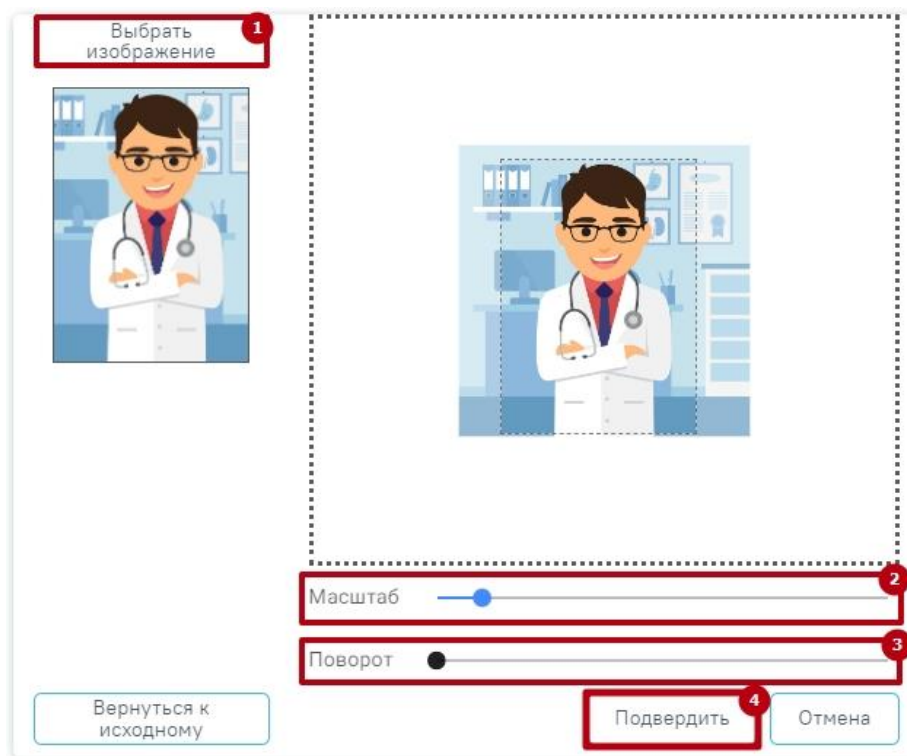 Выбрать
изображение
1
2
Масштаб
3
Поворот
4
Вернуться к
исходному
Подвердить
Отмена